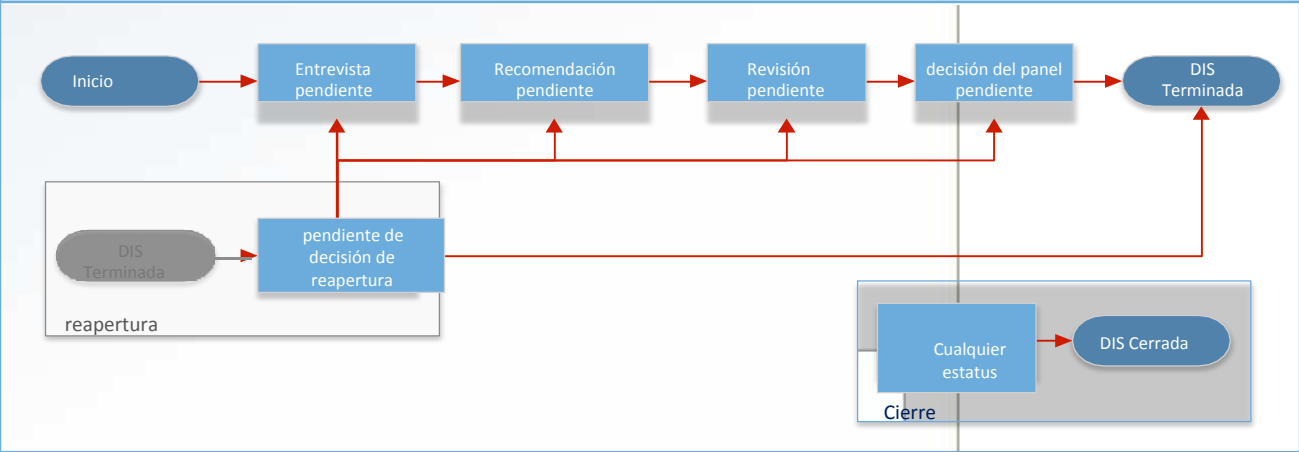 Inicio
Entrevista
pendiente
Recomendación
pendiente
Revisión
pendiente
decisión del panel
pendiente
DIS
Terminada
DIS
Terminada
pendiente de
decisión de
reapertura
reapertura
Cualquier
estatus
DIS Cerrada
Cierre